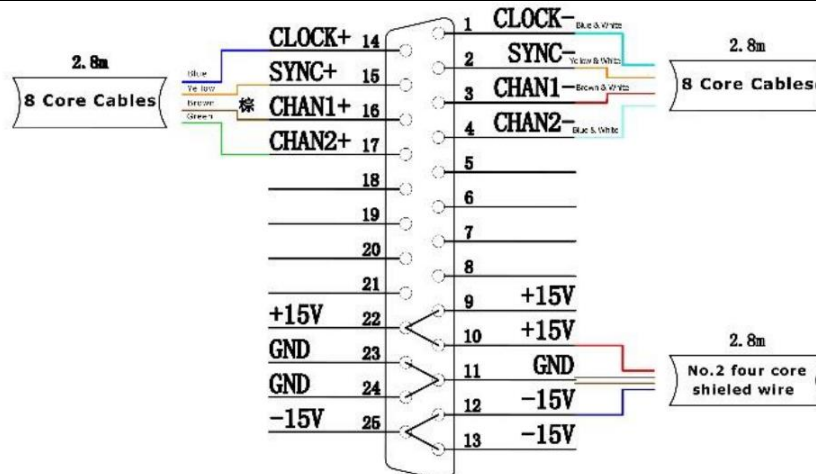 CLOCK+ 14
1 CLOCK- Blue & White
2.8m
Blue
SYNC+ 15
2 SYNC- Yellow & White
2.8m
8 Core Cables
Yellow
Brown 棕 CHAN1+ 16
3 CHAN1- Brown & White
8 Core Cables
Green
CHAN2+ 17
4 CHAN2- Blue & White
18
5
19
6
20
7
21
8
+15V 22
9 +15V
GND 23
10 +15V
2.8m
GND 24
11 GND
No.2 four core
shieled wire
-15V 25
12 -15V
13 -15V